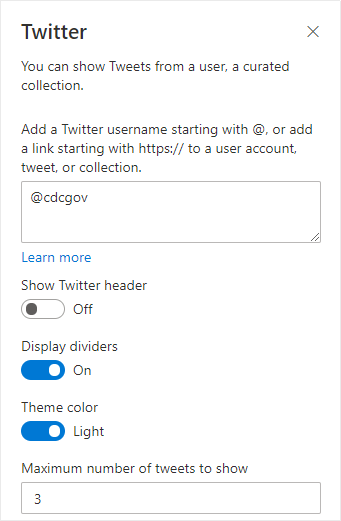 Twitter
You can show Tweets from a user, a curated
collection.
Add a Twitter username starting with @, or add
a link starting with https:// to a user account,
tweet, or collection.
@cdcgov
Learn more
Show Twitter header
Off
Display dividers
On
Theme color
Light
Maximum number of tweets to show
3